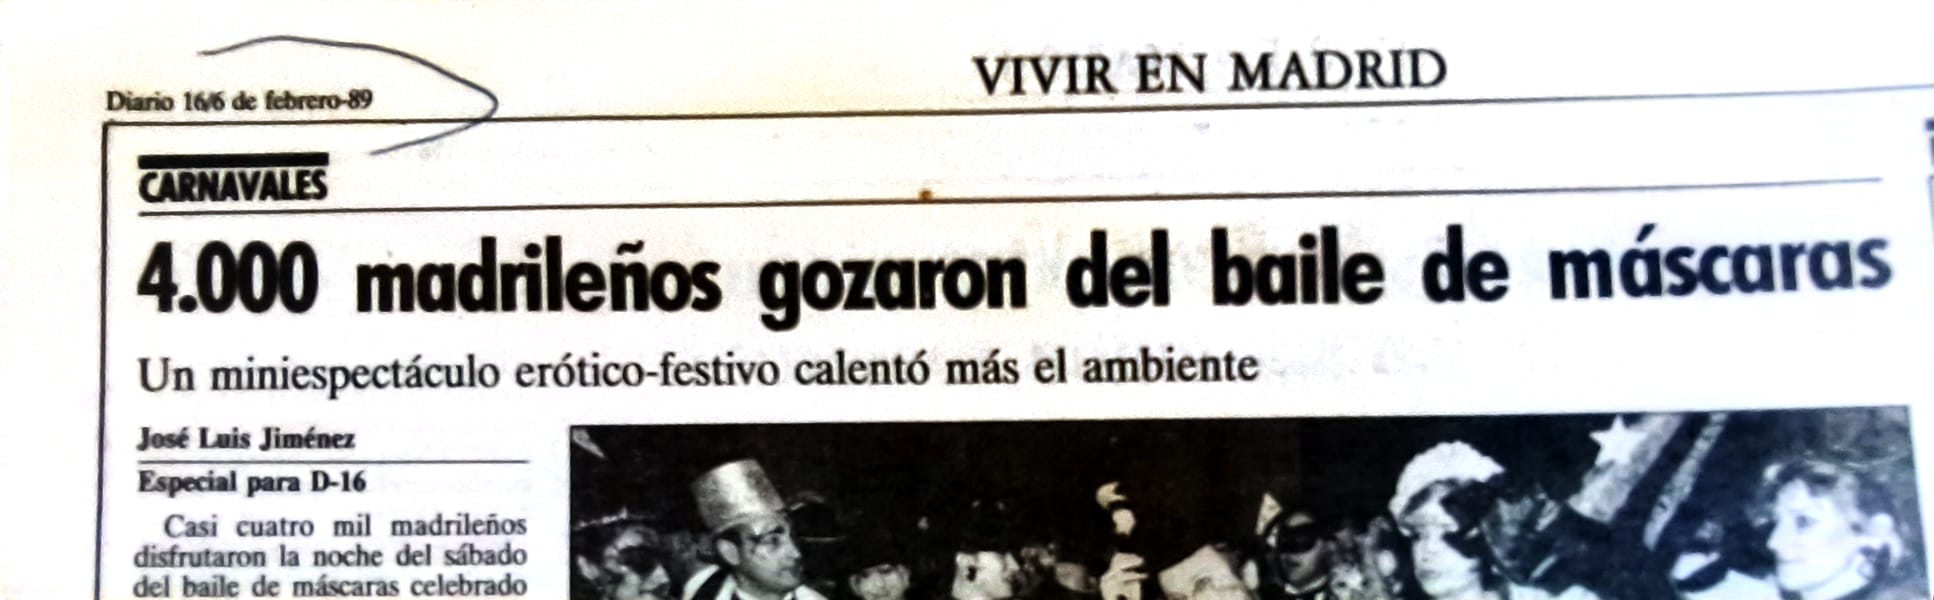 VIVIR EN MADRID
Diario 16/6 de febrero-89
CARNAVALES
4.000 madrileños gozaron del baile de máscaras
Un miniespectáculo erótico-festivo calentó más el ambiente
José Luis Jiménez
Especial para D-16
Casi cuatro mil madrileños
disfrutaron la noche del sábado
del baile de máscaras celebrado